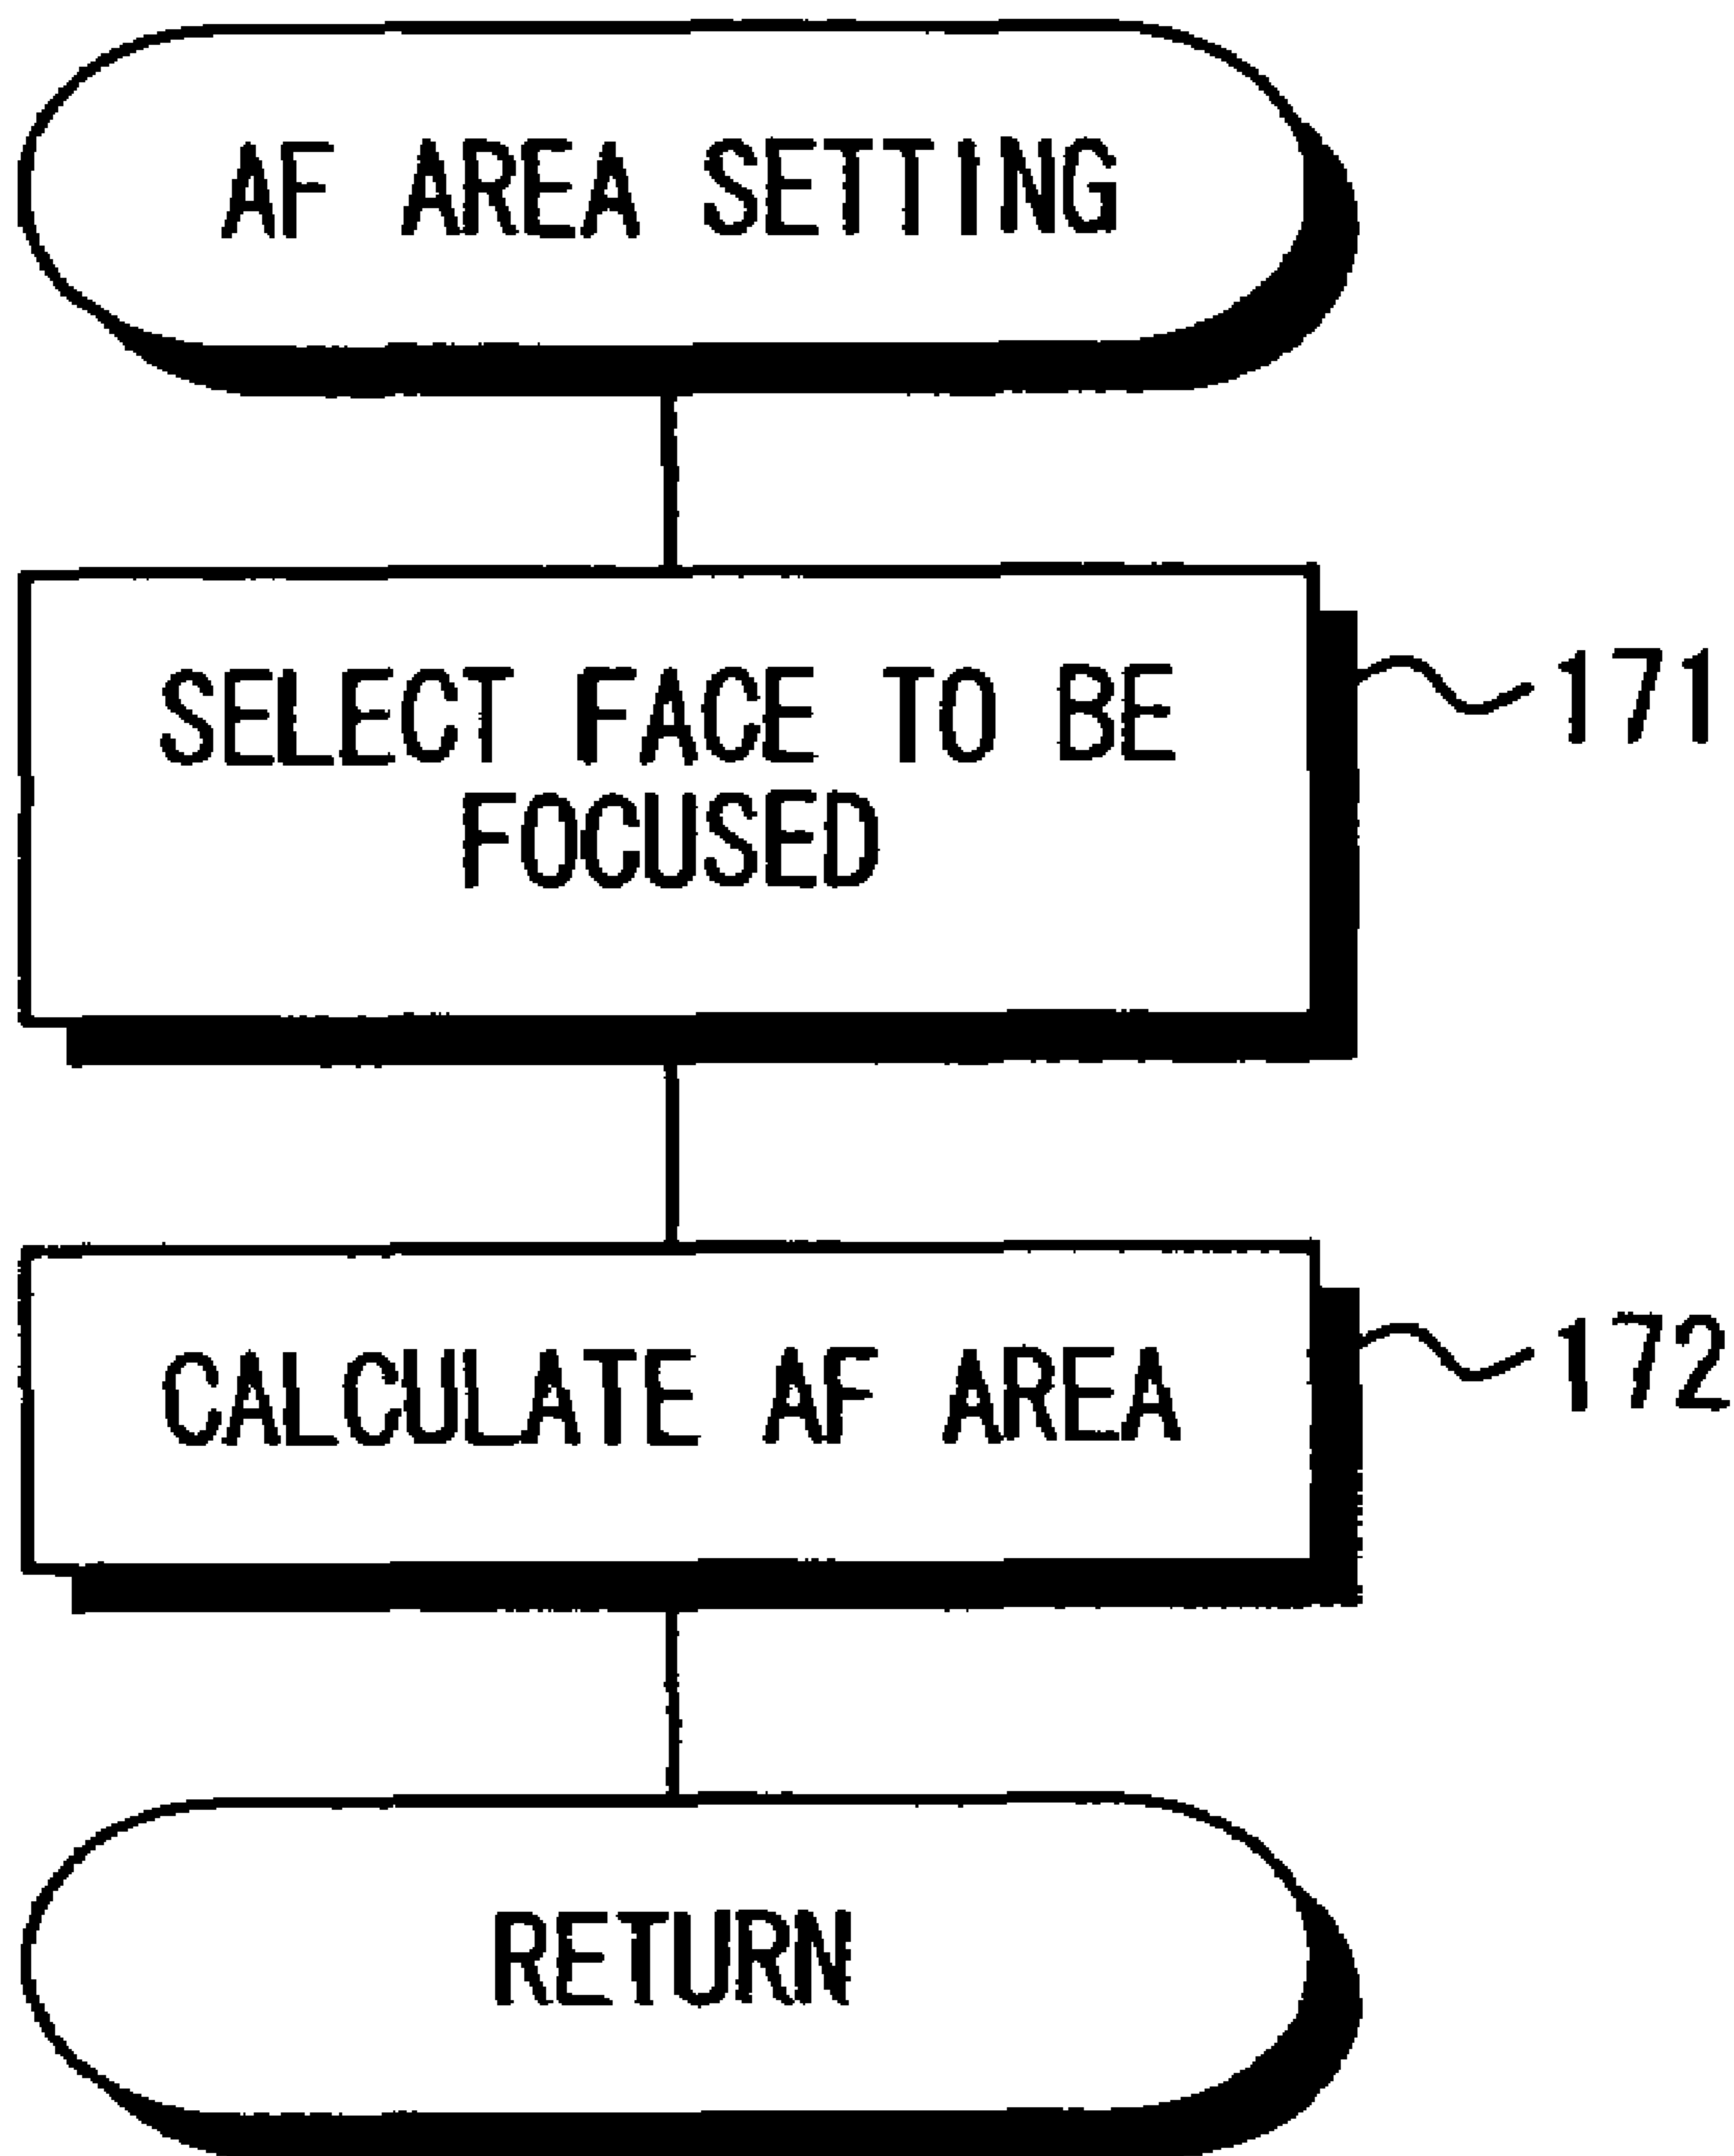 AF AREA SETTING
SELECT FACE TO BE
FOCUSED
171
CALCULATE AF AREA
172
RETURN